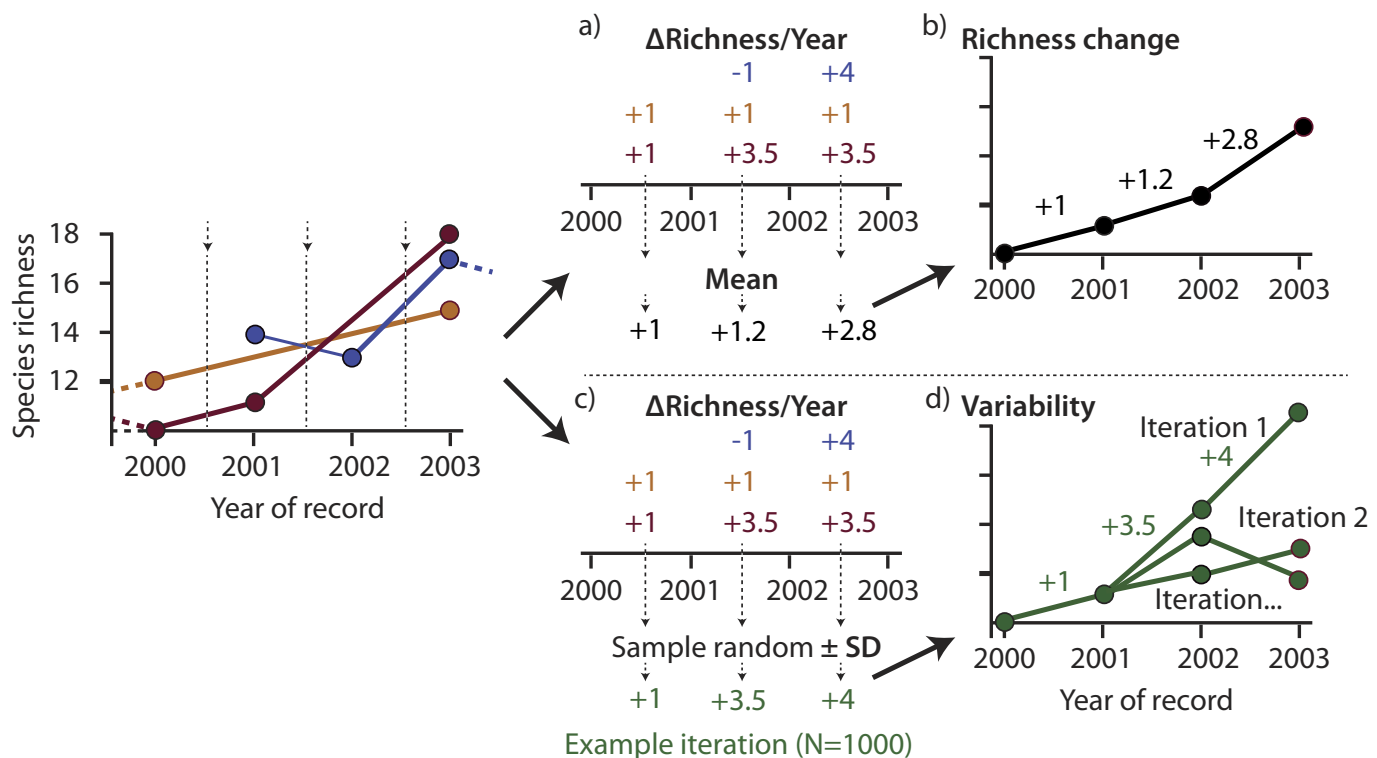 Species richness
18
16
14
12
2000 2001 2002 2003
Year of record
a)
ΔRichness/Year
-1 +4
+1 +1 +1
+1 +3.5 +3.5
2000 2001 2002 2003
Mean
+1 +1.2 +2.8
b) Richness change
+1 +1.2 +2.8
2000 2001 2002 2003
c)
ΔRichness/Year
-1 +4
+1 +1 +1
+1 +3.5 +3.5
2000 2001 2002 2003
Sample random ± SD
+1 +3.5 +4
Example iteration (N=1000)
d) Variability
Iteration 1
+4
+3.5
Iteration 2
+1
Iteration...
2000 2001 2002 2003
Year of record